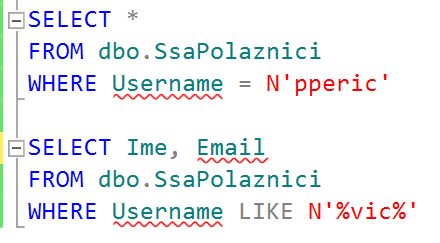 SELECT *
FROM dbo.SsaPolaznici
WHERE Username = N'pperic'
SELECT Ime, Email
FROM dbo.SsaPolaznici
WHERE Username LIKE N'%vic%'